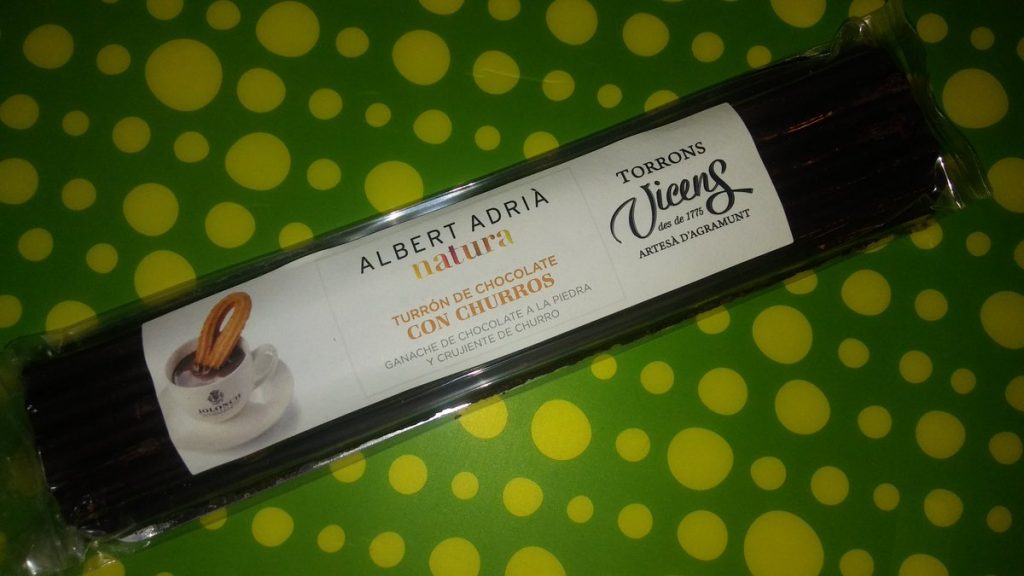 ALBERT ADRIÀ
natura
TURRÓN DE CHOCOLATE
CON CHURROS
GANACHE DE CHOCOLATE A LA PIEDRA
Y CRUJIENTE DE CHURRO
TORRONS
Vicens
des de 1775
ARTESÀ D'AGRAMUNT
JOLONCH